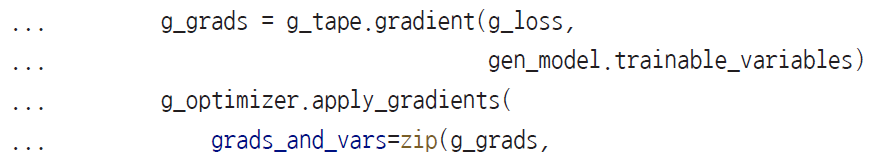 ...         g_grads = g_tape.gradient(g_loss,
...                                   gen_model.trainable_variables)
...         g_optimizer.apply_gradients(
...             grads_and_vars=zip(g_grads,